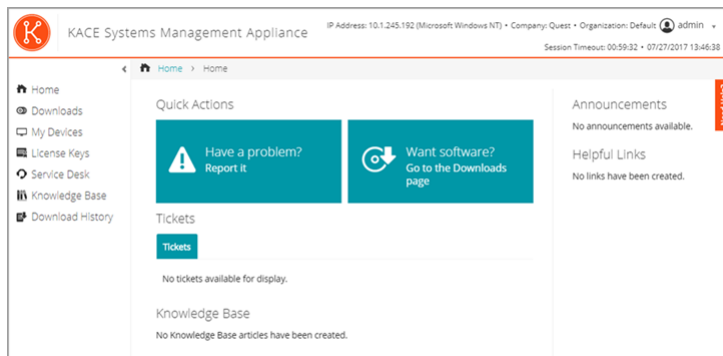 KACE Systems Management Appliance
IP Address: 10.1.245.192 (Microsoft Windows NT) • Company: Quest • Organization: Default admin
Session Timeout: 00:59:32 • 07/27/2017 13:46:38
Home > Home
Home
Downloads
My Devices
License Keys
Service Desk
Knowledge Base
Download History
Quick Actions
Have a problem?
Report it
Want software?
Go to the Downloads
page
Tickets
Tickets
No tickets available for display.
Knowledge Base
No Knowledge Base articles have been created.
Announcements
No announcements available.
Helpful Links
No links have been created.